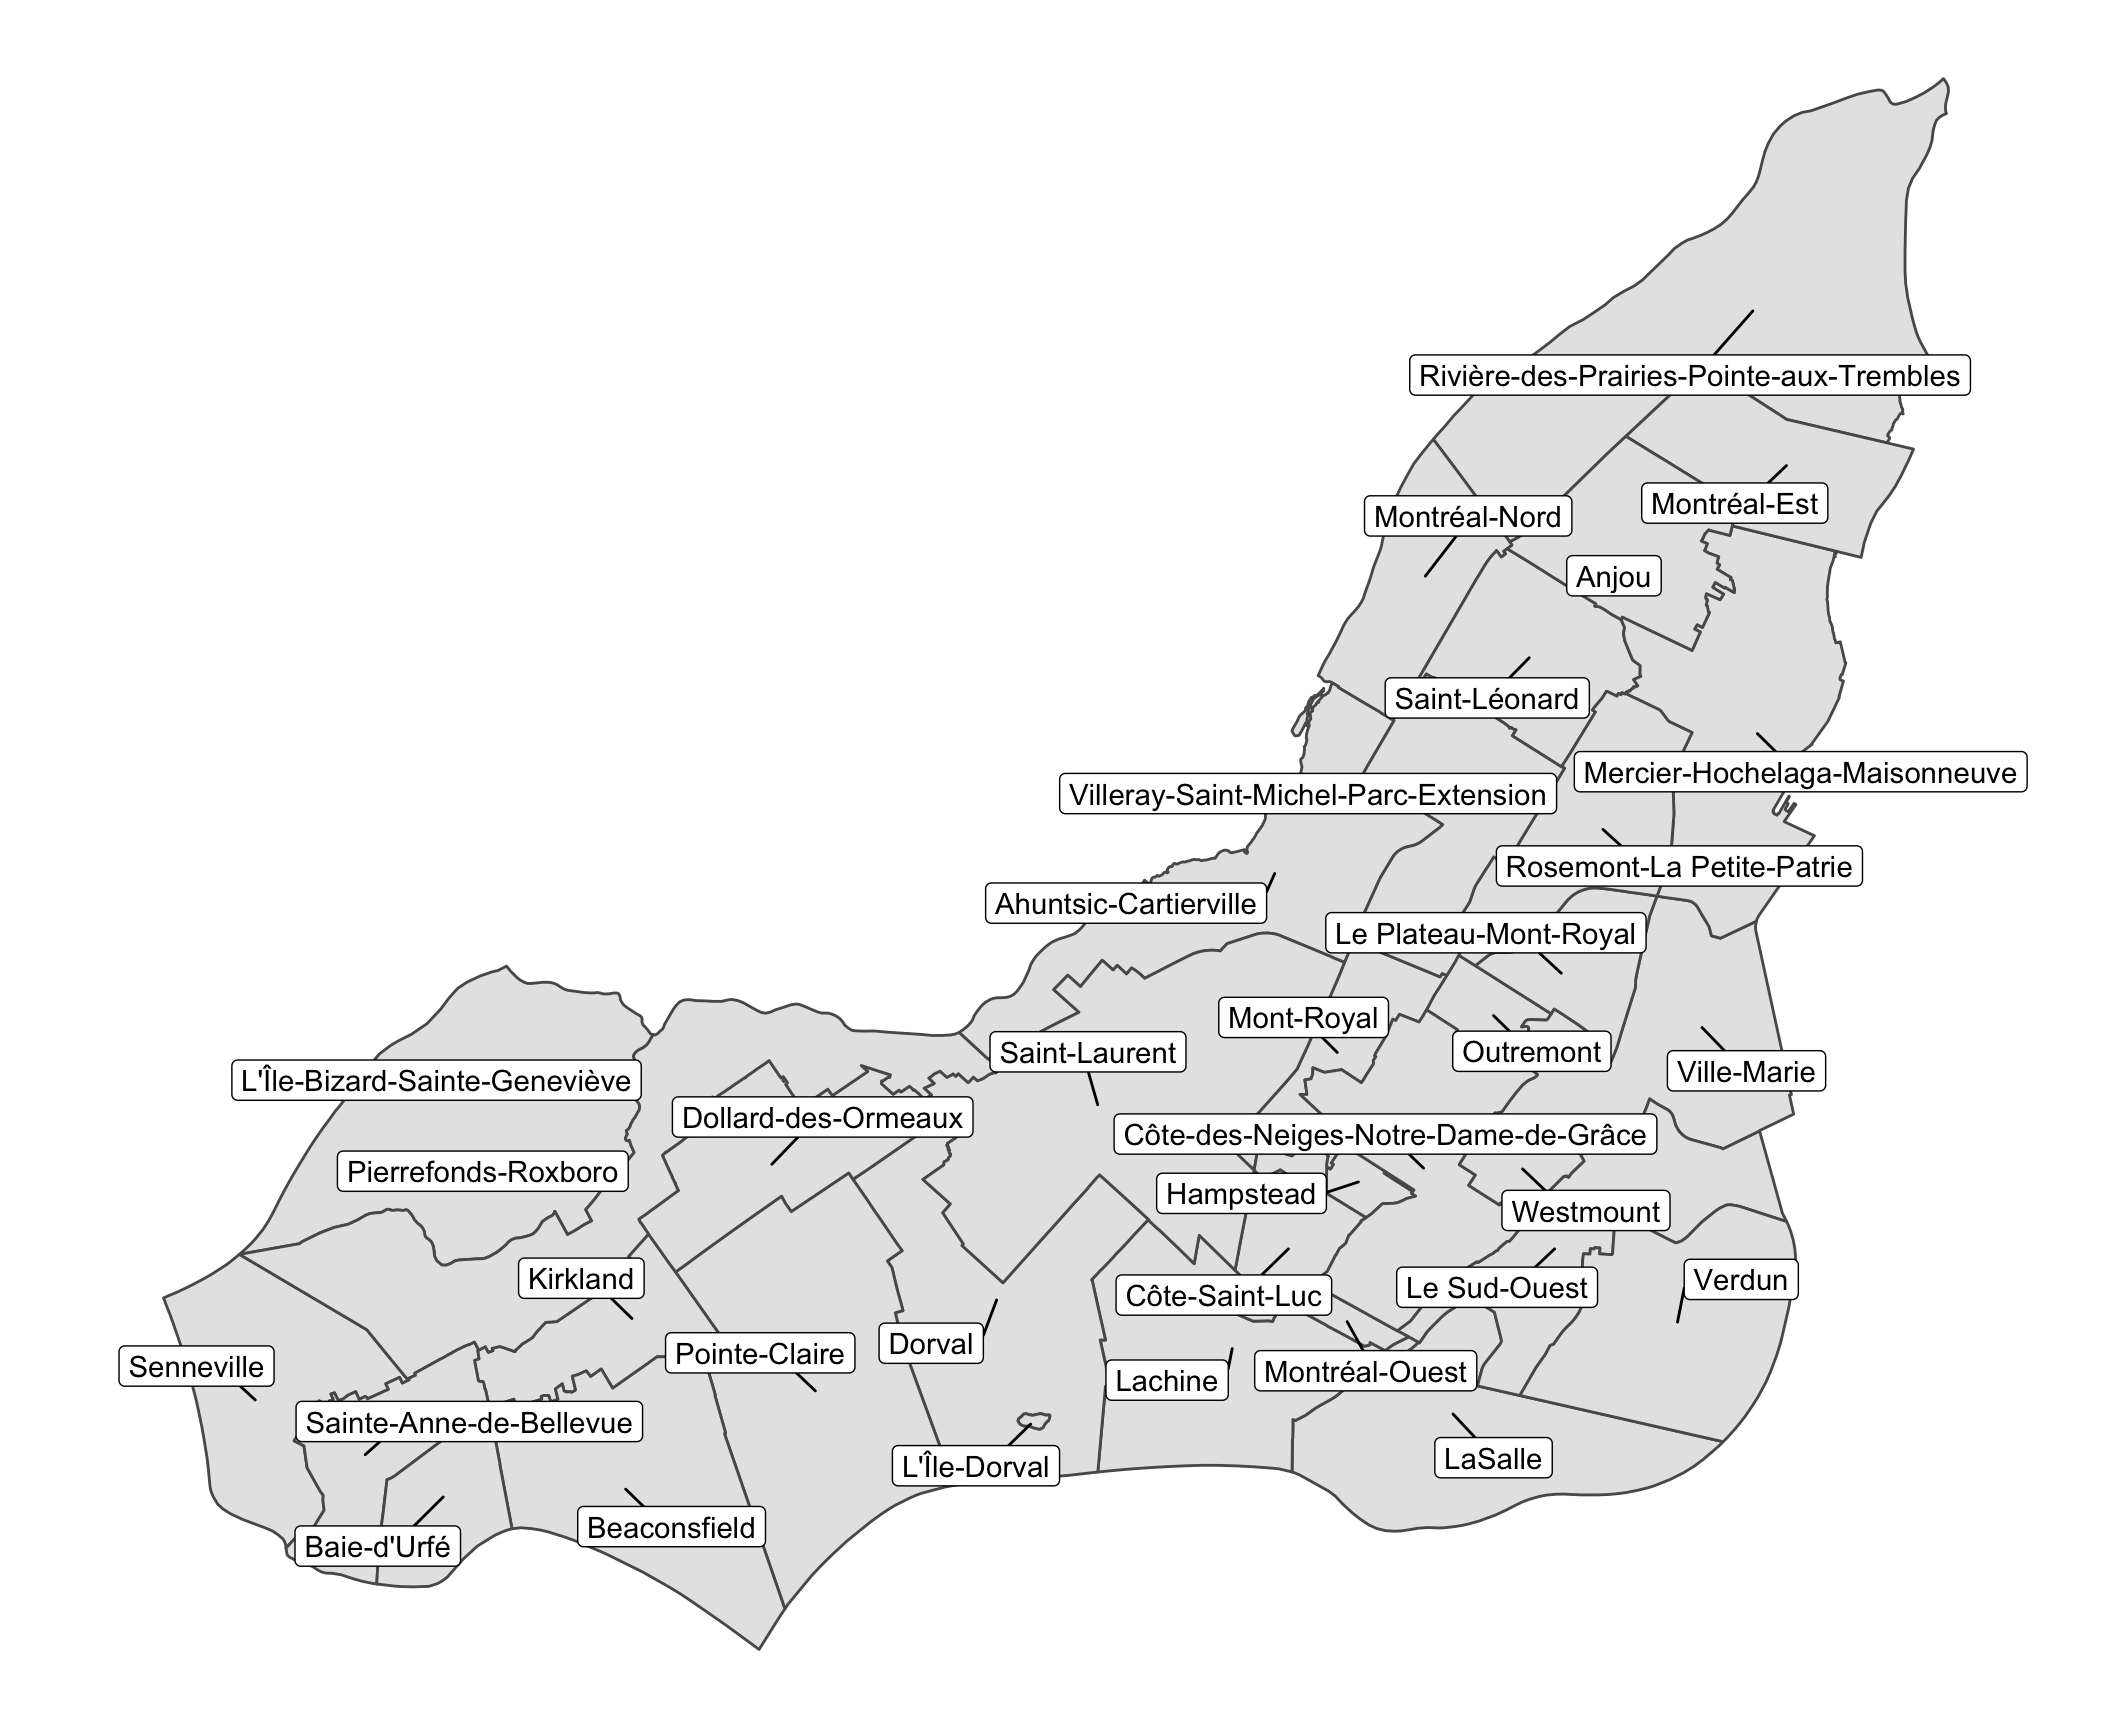 Rivière-des-Prairies-Pointe-aux-Trembles
Montréal-Est
Montréal-Nord
Anjou
Saint-Léonard
Mercier-Hochelaga-Maisonneuve
Villeray-Saint-Michel-Parc-Extension
Rosemont-La Petite-Patrie
Ahuntsic-Cartierville
Le Plateau-Mont-Royal
Mont-Royal
Saint-Laurent
Outremont
Ville-Marie
L'Île-Bizard-Sainte-Geneviève
Dollard-des-Ormeaux
Côte-des-Neiges-Notre-Dame-de-Grâce
Pierrefonds-Roxboro
Hampstead
Westmount
Kirkland
Côte-Saint-Luc
Le Sud-Ouest
Verdun
Dorval
Pointe-Claire
Senneville
Lachine
Montréal-Ouest
Sainte-Anne-de-Bellevue
L'Île-Dorval
LaSalle
Beaconsfield
Baie-d'Urfé